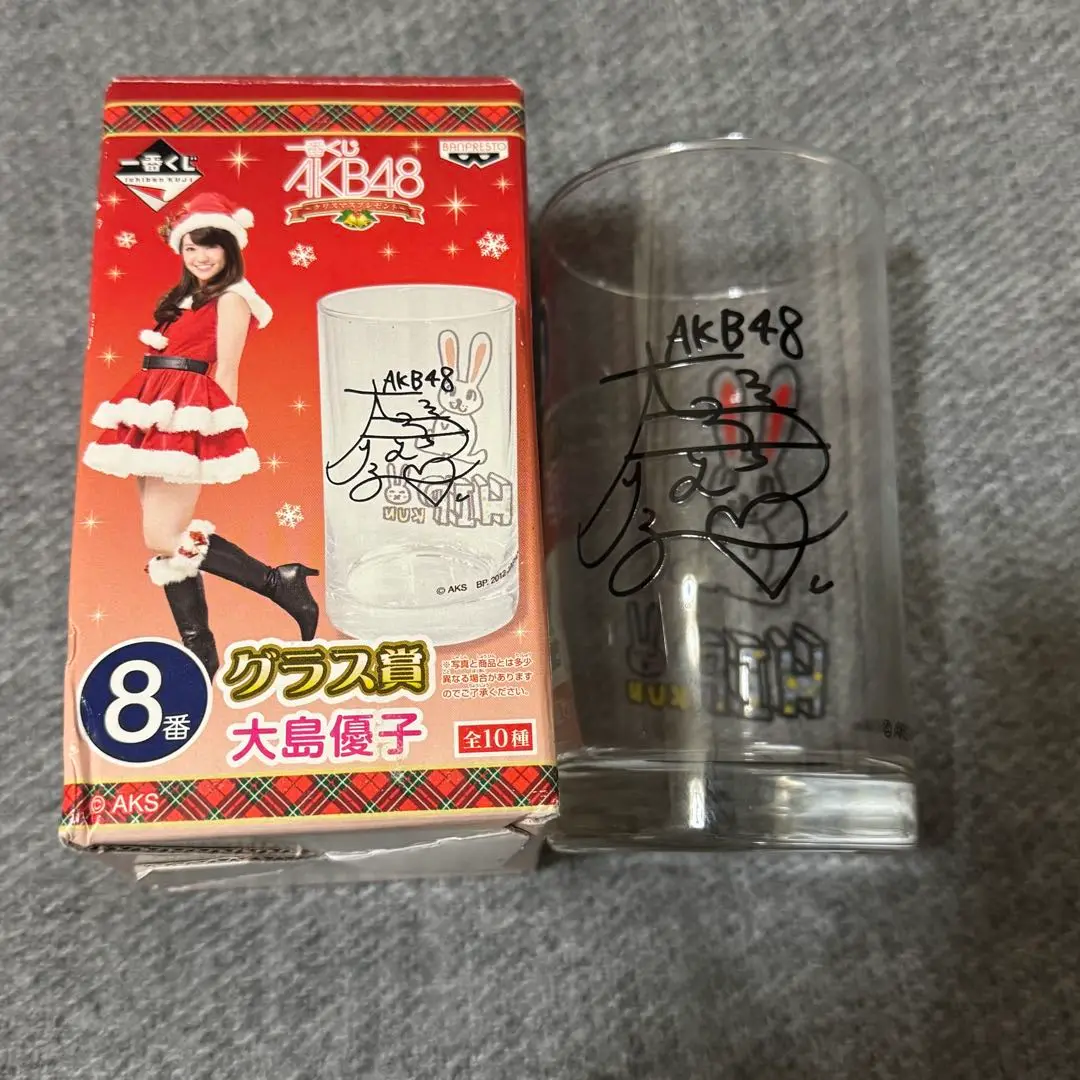 一番くじ
ichiban KUJI
一番くじ
AKB48
～クリスマスプレゼント～
BANPRESTO
AKB48
© AKS BP. 2012
8番
グラス賞
大島優子
※写真と商品とは多少
異なる場合があります
のでご了承ください。
全10種
© AKS
AKB48